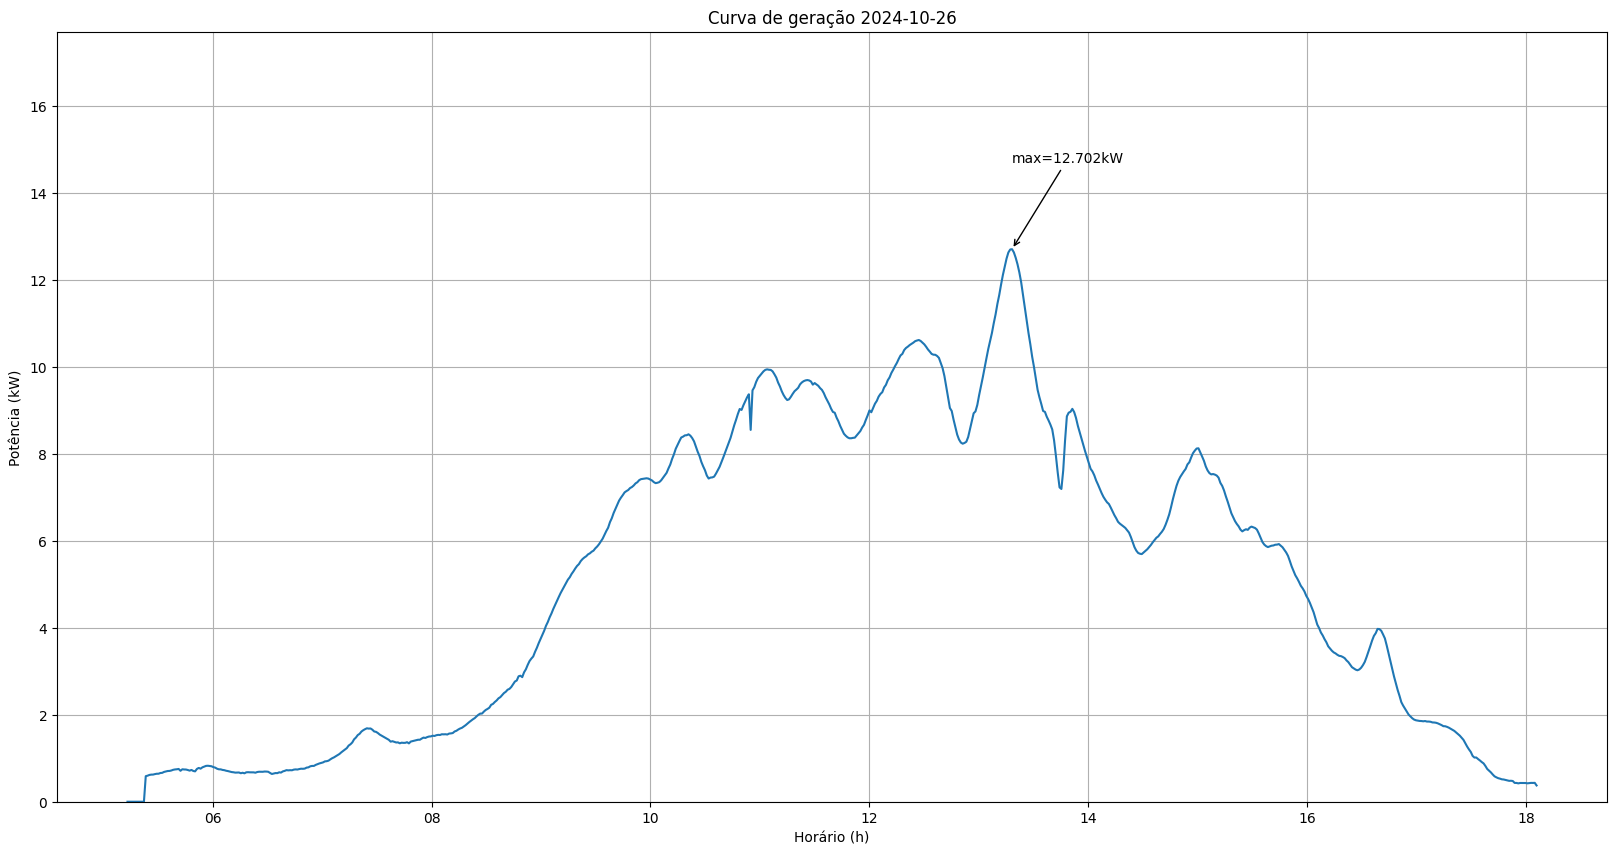 Curva de geração 2024-10-26
16
14
12
10
8
6
4
2
0
Potência (kW)
max=12.702kW
06 08 10 12 14 16 18
Horário (h)